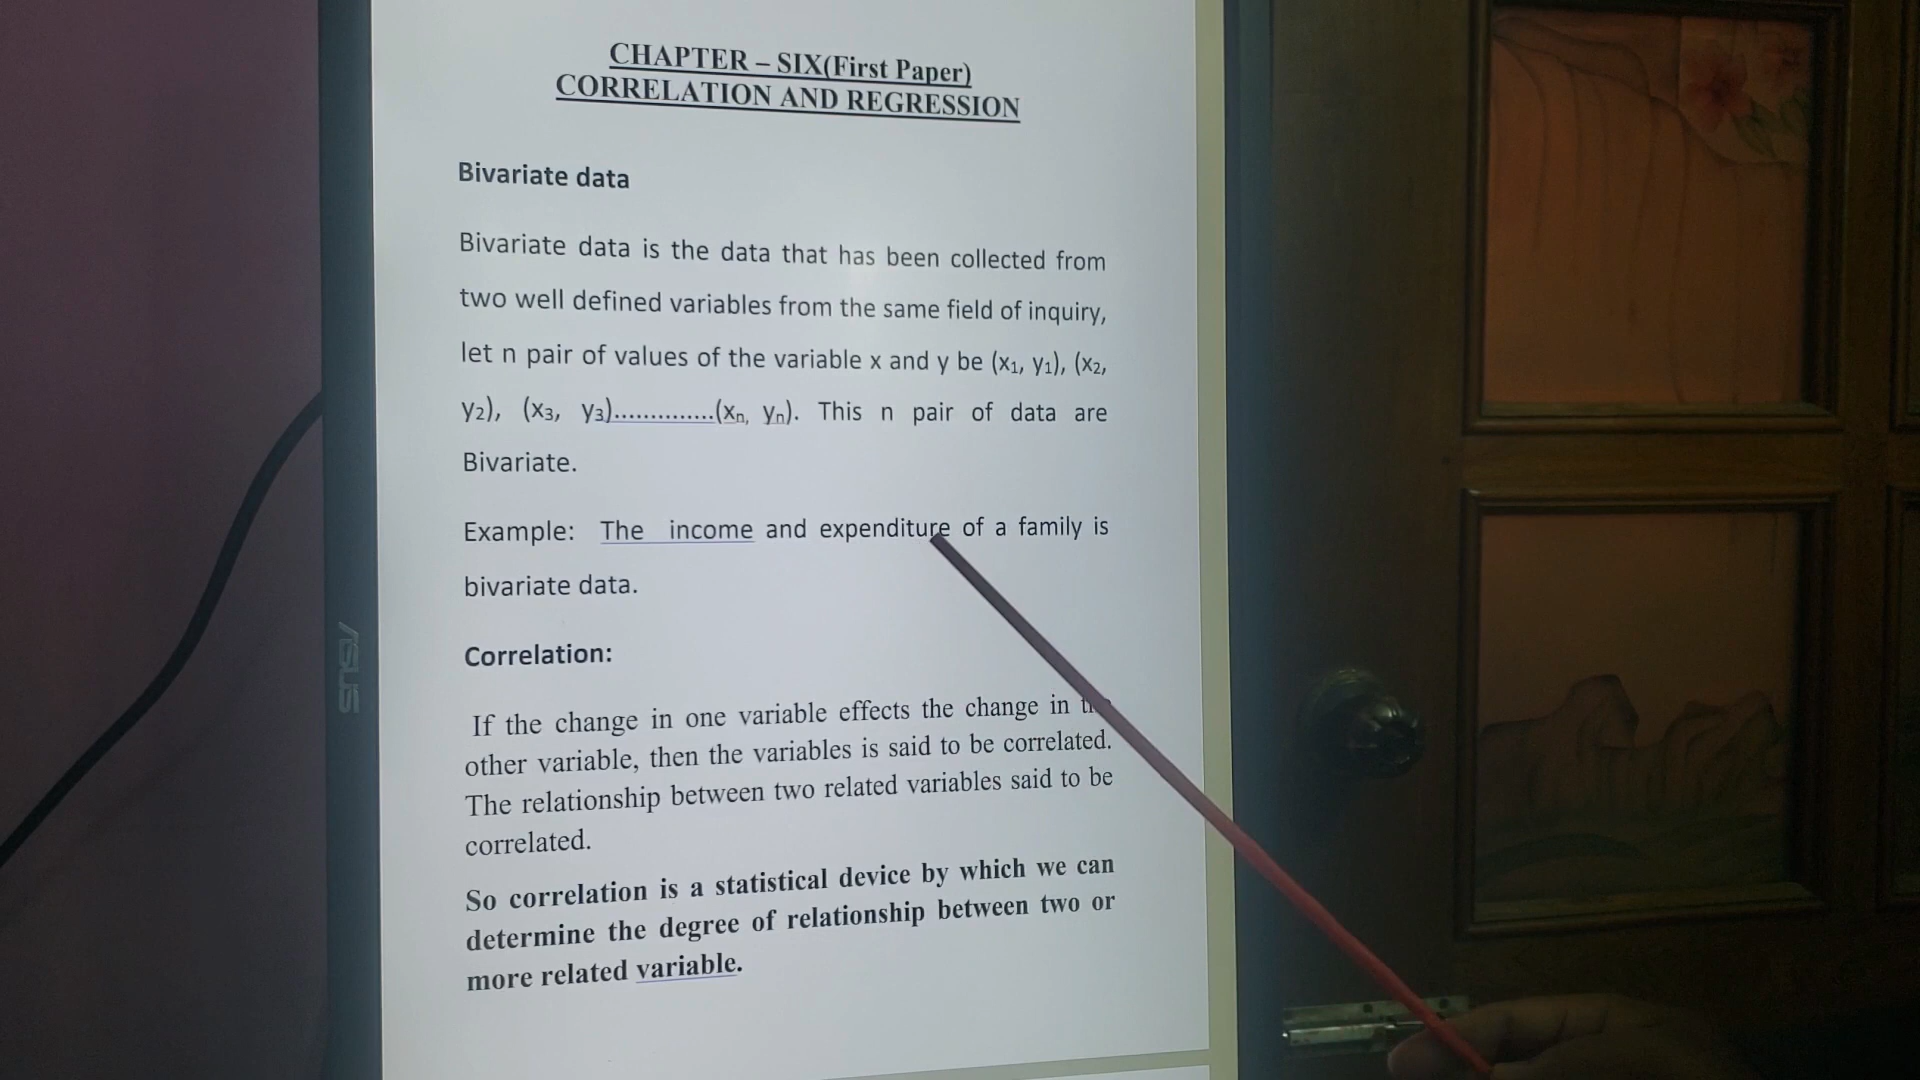 CHAPTER – SIX(First Paper)
CORRELATION AND REGRESSION
Bivariate data
Bivariate data is the data that has been collected from
two well defined variables from the same field of inquiry,
let n pair of values of the variable x and y be (x₁, y₁), (x₂,
y₂), (x₃, y₃)..............(xₙ, yₙ). This n pair of data are
Bivariate.
Example: The income and expenditure of a family is
bivariate data.
Correlation:
If the change in one variable effects the change in
other variable, then the variables is said to be correlated.
The relationship between two related variables said to be
correlated.
So correlation is a statistical device by which we can
determine the degree of relationship between two or
more related variable.
ASUS